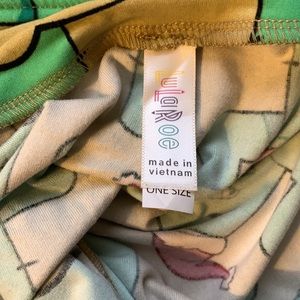 LuLaRoe
made in
vietnam
ONE SIZE